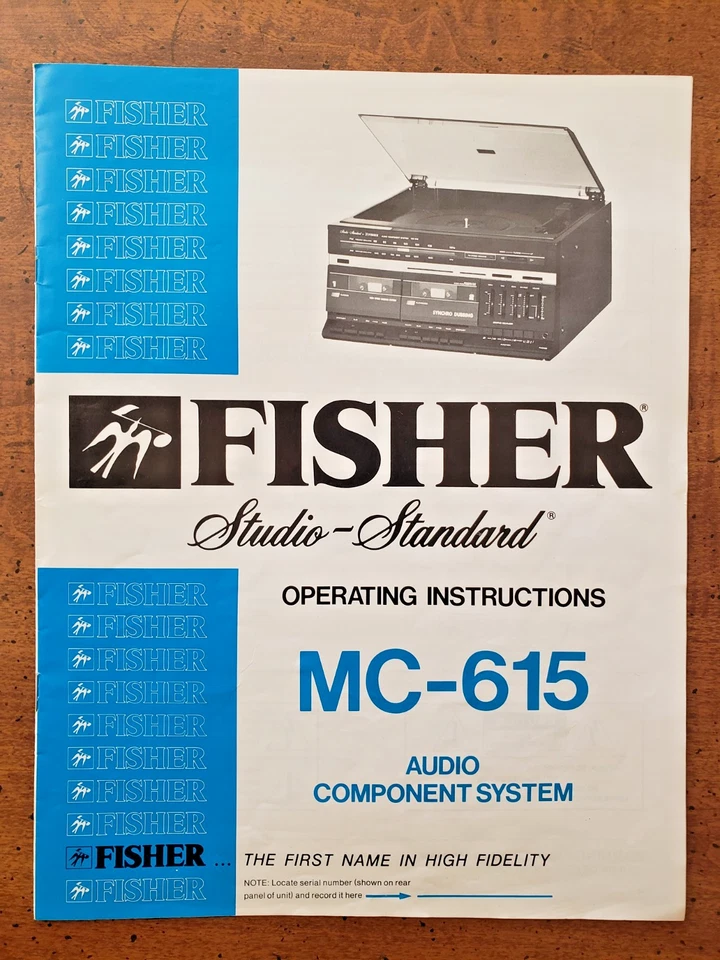 FISHER
FISHER
FISHER
FISHER
FISHER
FISHER
FISHER
FISHER
SYNCHRO DUBBING
FISHER®
Studio-Standard®
OPERATING INSTRUCTIONS
MC-615
AUDIO
COMPONENT SYSTEM
FISHER
FISHER
FISHER
FISHER
FISHER
FISHER
FISHER
FISHER
FISHER ... THE FIRST NAME IN HIGH FIDELITY
FISHER
NOTE: Locate serial number (shown on rear
panel of unit) and record it here